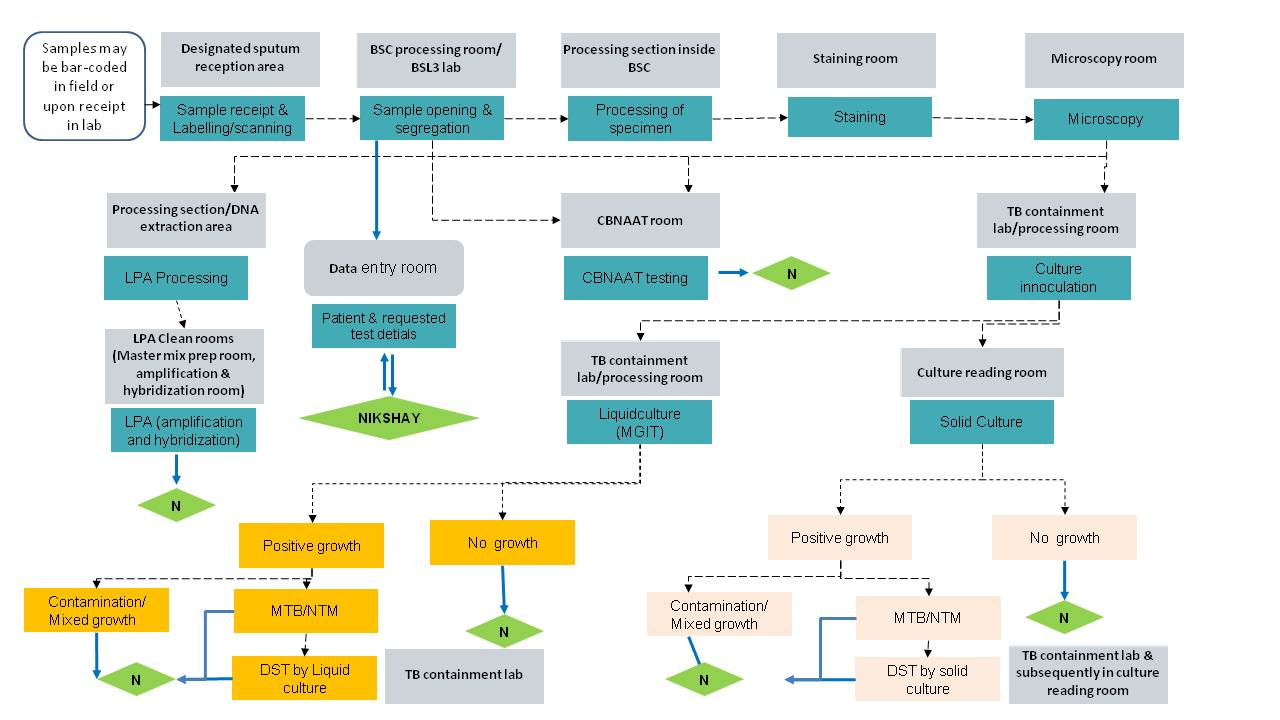 Samples may
be bar-coded
in field or
upon receipt
in lab
Designated sputum
reception area
BSC processing room/
BSL3 lab
Processing section inside
BSC
Staining room
Microscopy room
Sample receipt &
Labelling/scanning
Sample opening &
segregation
Processing of
specimen
Staining
Microscopy
Processing section/DNA
extraction area
CBNAAT room
TB containment
lab/processing room
Data entry room
LPA Processing
CBNAAT testing
N
Culture
innoculation
Patient & requested
test detials
LPA Clean rooms
(Master mix prep room,
amplification &
hybridization room)
TB containment
lab/processing room
Culture reading room
NIKSHAY
LPA (amplification
and hybridization)
Liquidculture
(MGIT)
Solid Culture
N
Positive growth
No growth
Positive growth
No growth
Contamination/
Mixed growth
MTB/NTM
N
Contamination/
Mixed growth
MTB/NTM
N
N
DST by Liquid
culture
TB containment lab
N
DST by solid
culture
TB containment lab &
subsequently in culture
reading room